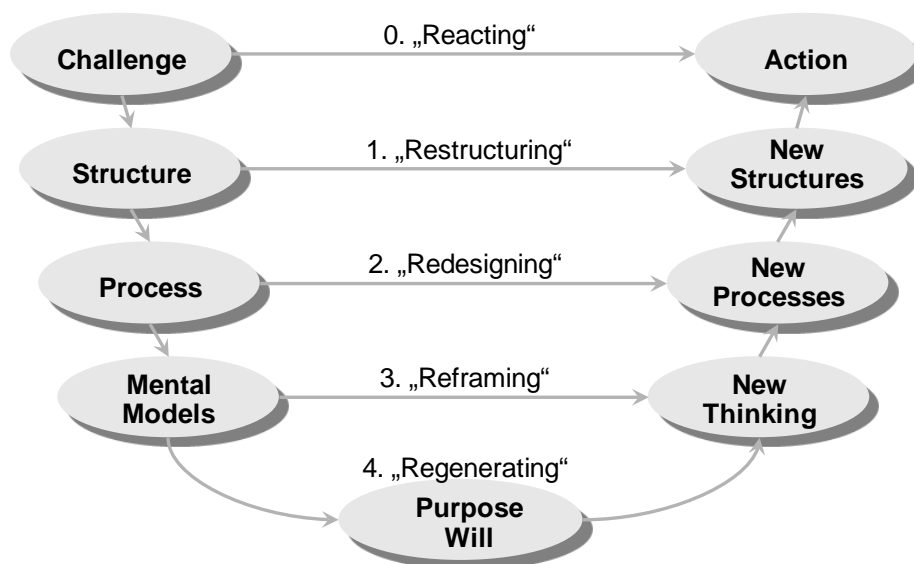 0. „Reacting“
Challenge
Action
1. „Restructuring“
Structure
New
Structures
2. „Redesigning“
Process
New
Processes
3. „Reframing“
Mental
Models
New
Thinking
4. „Regenerating“
Purpose
Will